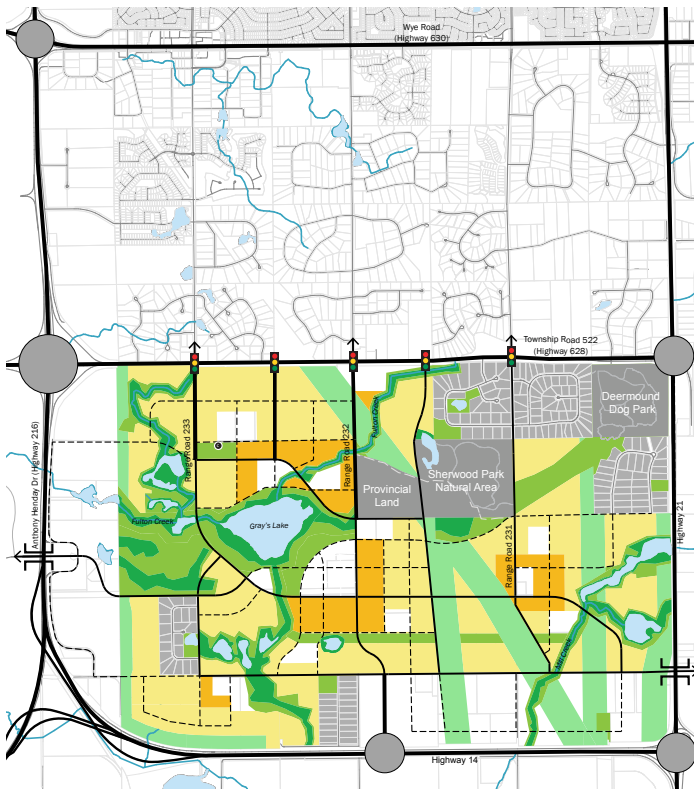 Wye Road
(Highway 630)
Township Road 522
(Highway 628)
Deermound
Dog Park
Range Road 233
Range Road 232
Fulton Creek
Anthony Henday Dr (Highway 216)
Provincial
Land
Sherwood Park
Natural Area
Fulton Creek
Gray's Lake
Range Road 231
Highway 21
Mill Creek
Highway 14